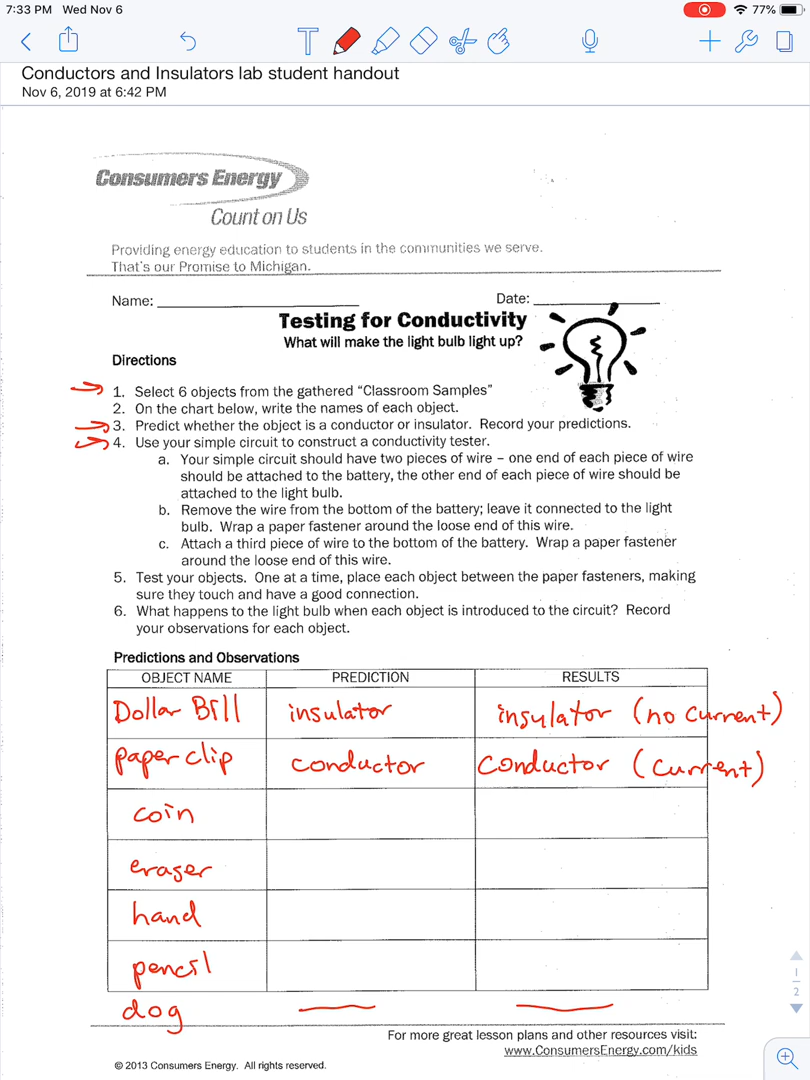 7:33 PM Wed Nov 6
77%
T
Conductors and Insulators lab student handout
Nov 6, 2019 at 6:42 PM
Consumers Energy
Count on Us
Providing energy education to students in the communities we serve.
That's our Promise to Michigan.
Name: Date:
Testing for Conductivity
What will make the light bulb light up?
Directions
1. Select 6 objects from the gathered "Classroom Samples"
2. On the chart below, write the names of each object.
3. Predict whether the object is a conductor or insulator. Record your predictions.
4. Use your simple circuit to construct a conductivity tester.
a. Your simple circuit should have two pieces of wire – one end of each piece of wire
should be attached to the battery, the other end of each piece of wire should be
attached to the light bulb.
b. Remove the wire from the bottom of the battery; leave it connected to the light
bulb. Wrap a paper fastener around the loose end of this wire.
c. Attach a third piece of wire to the bottom of the battery. Wrap a paper fastener
around the loose end of this wire.
5. Test your objects. One at a time, place each object between the paper fasteners, making
sure they touch and have a good connection.
6. What happens to the light bulb when each object is introduced to the circuit? Record
your observations for each object.
Predictions and Observations
OBJECT NAME PREDICTION RESULTS
Dollar Bill insulator insulator (no current)
paper clip conductor conductor (current)
coin
eraser
hand
pencil
dog
1
2
For more great lesson plans and other resources visit:
www.ConsumersEnergy.com/kids
© 2013 Consumers Energy. All rights reserved.